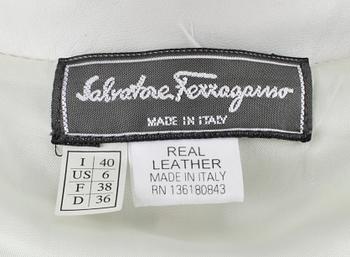 Salvatore Ferragamo
MADE IN ITALY
I 40
US 6
F 38
D 36
REAL
LEATHER
MADE IN ITALY
RN 136180843